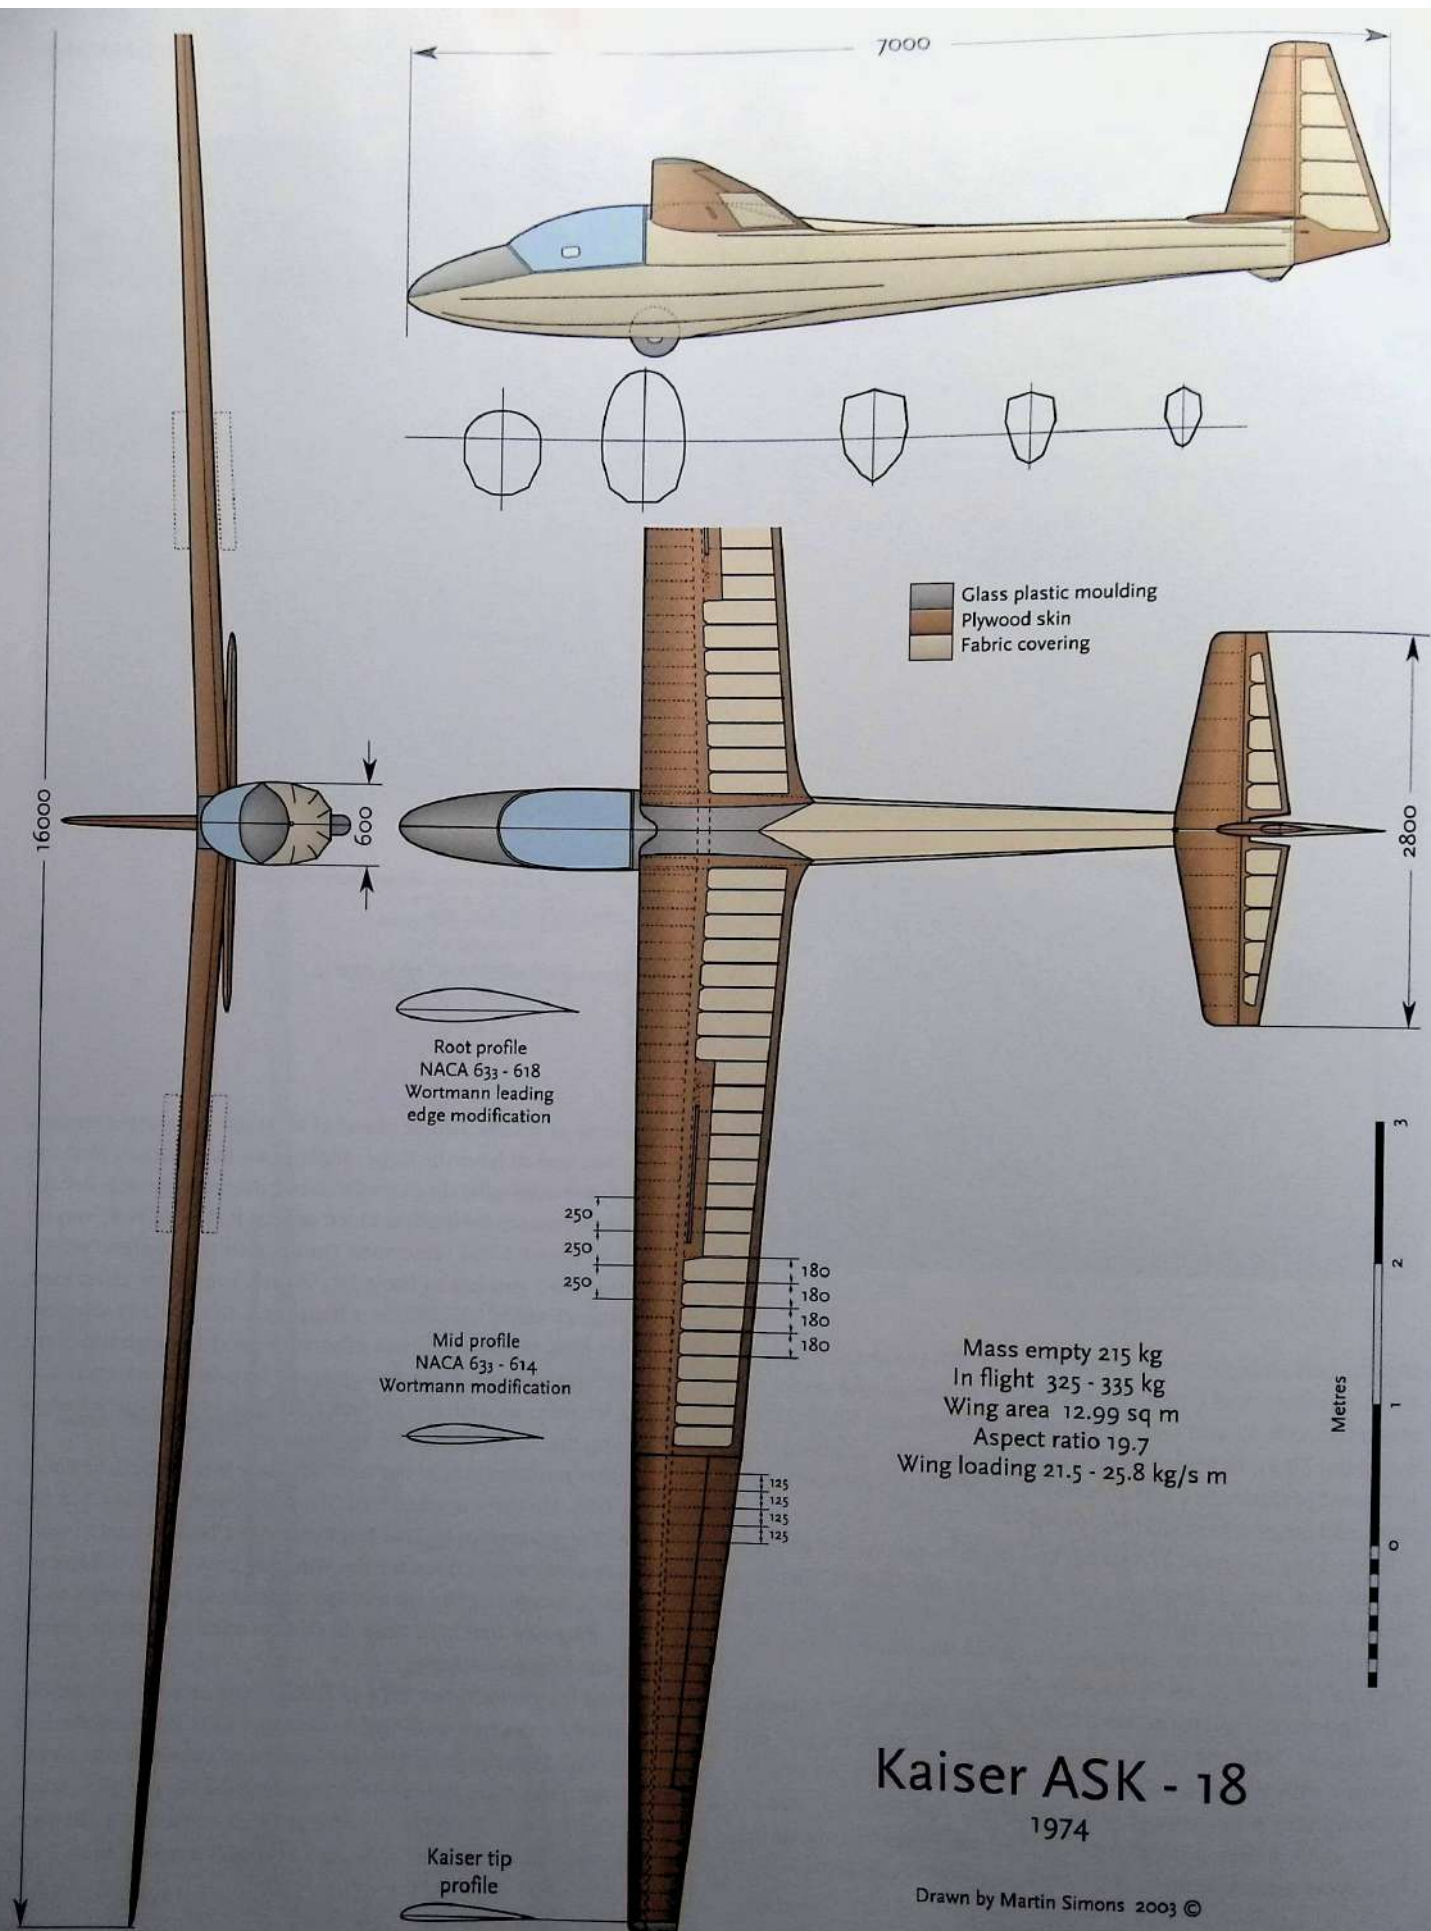 7000
Glass plastic moulding
Plywood skin
Fabric covering
16000
600
2800
Root profile
NACA 633 - 618
Wortmann leading
edge modification
250
250
250
180
180
180
180
Mid profile
NACA 633 - 614
Wortmann modification
125
125
125
125
Mass empty 215 kg
In flight 325 - 335 kg
Wing area 12.99 sq m
Aspect ratio 19.7
Wing loading 21.5 - 25.8 kg/s m
3
2
1
0
Metres
Kaiser ASK - 18
1974
Kaiser tip
profile
Drawn by Martin Simons 2003 ©